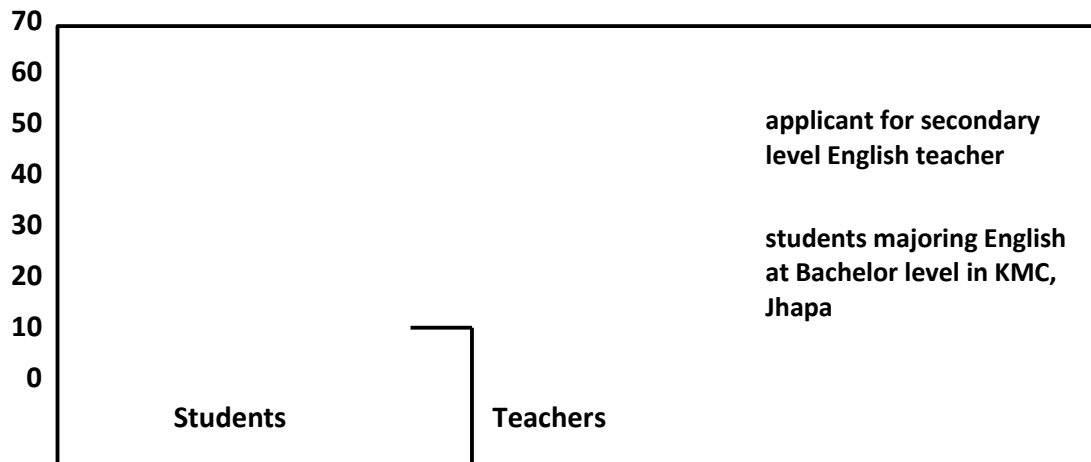 70
60
50
40
30
20
10
0
applicant for secondary
level English teacher
students majoring English
at Bachelor level in KMC,
Jhapa
Students
Teachers